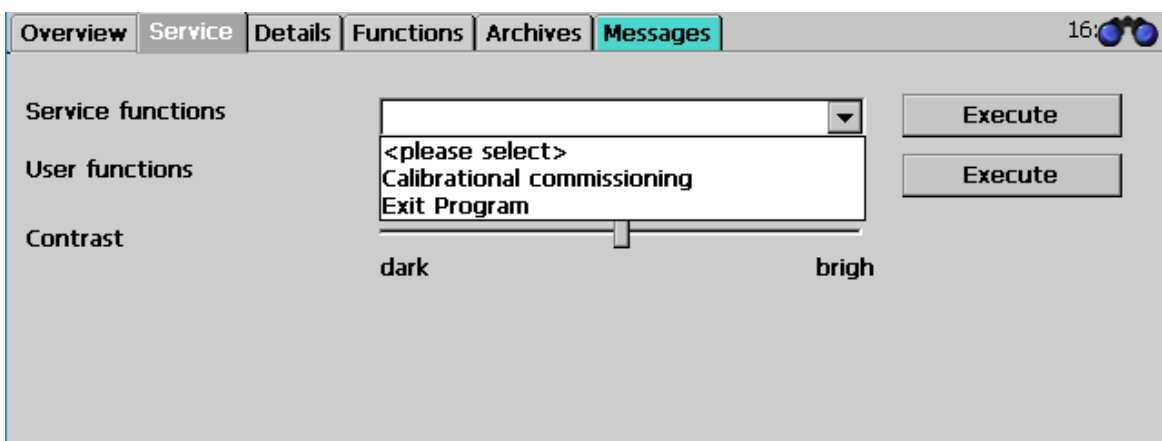 Overview Service Details Functions Archives Messages 16:
Service functions Execute
<please select>
User functions Calibrational commissioning Execute
Exit Program
Contrast
dark brigh